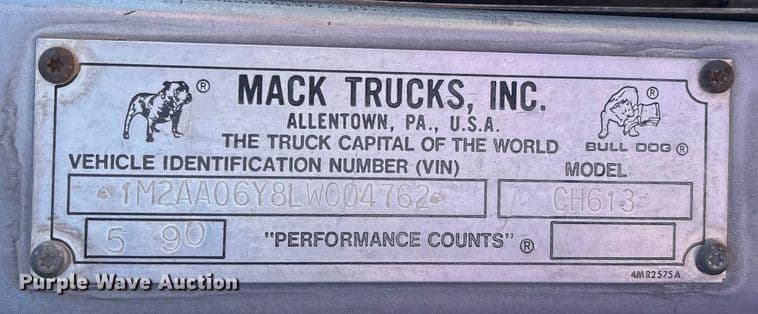 MACK TRUCKS, INC.
ALLENTOWN, PA., U.S.A.
THE TRUCK CAPITAL OF THE WORLD
BULL DOG ®
VEHICLE IDENTIFICATION NUMBER (VIN)
MODEL
*1M2AA06Y8LW004762*
CH613
5 90
"PERFORMANCE COUNTS" ®
4MR2575A
Purple Wave Auction